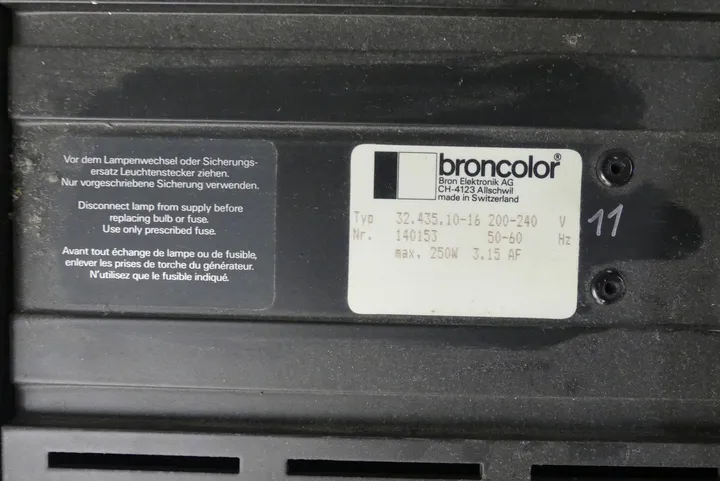 Vor dem Lampenwechsel oder Sicherungs-
ersatz Leuchtenstecker ziehen.
Nur vorgeschriebene Sicherung verwenden.
Disconnect lamp from supply before
replacing bulb or fuse.
Use only prescribed fuse.
Avant tout échange de lampe ou de fusible,
enlever les prises de torche du générateur.
N'utilisez que le fusible indiqué.
broncolor®
Bron Elektronik AG
CH-4123 Allschwil
made in Switzerland
Typ 32.435.10-16 200-240 V
Nr. 140153 50-60 Hz
max. 250W 3.15 AF
11